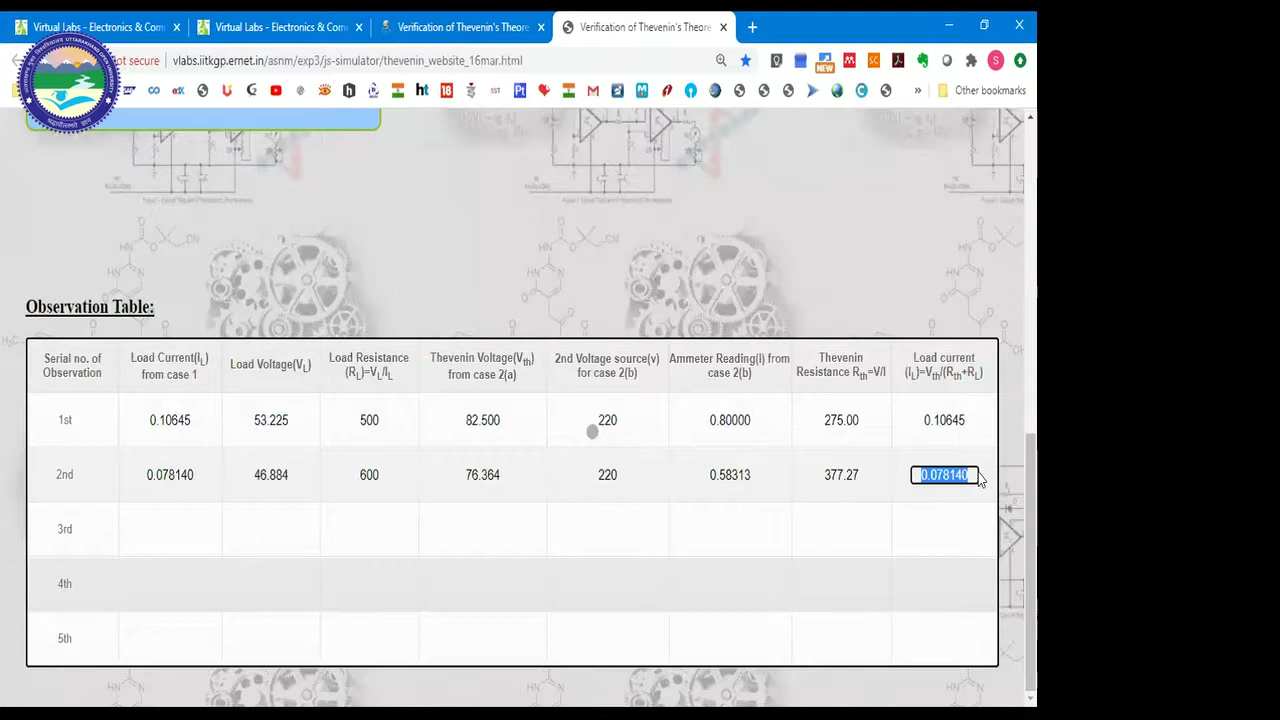 Virtual Labs - Electronics & Com
Virtual Labs - Electronics & Com
Verification of Thevenin's Theore
Verification of Thevenin's Theore
Not secure
vlabs.iitkgp.ernet.in/asnm/exp3/js-simulator/thevenin_website_16mar.html
Other bookmarks
Observation Table:
Serial no. of Observation
Load Current(IL) from case 1
Load Voltage(VL)
Load Resistance (RL)=VL/IL
Thevenin Voltage(Vth) from case 2(a)
2nd Voltage source(v) for case 2(b)
Ammeter Reading(I) from case 2(b)
Thevenin Resistance Rth=V/I
Load current (IL)=Vth/(Rth+RL)
1st 0.10645 53.225 500 82.500 220 0.80000 275.00 0.10645
2nd 0.078140 46.884 600 76.364 220 0.58313 377.27 0.078140
3rd
4th
5th